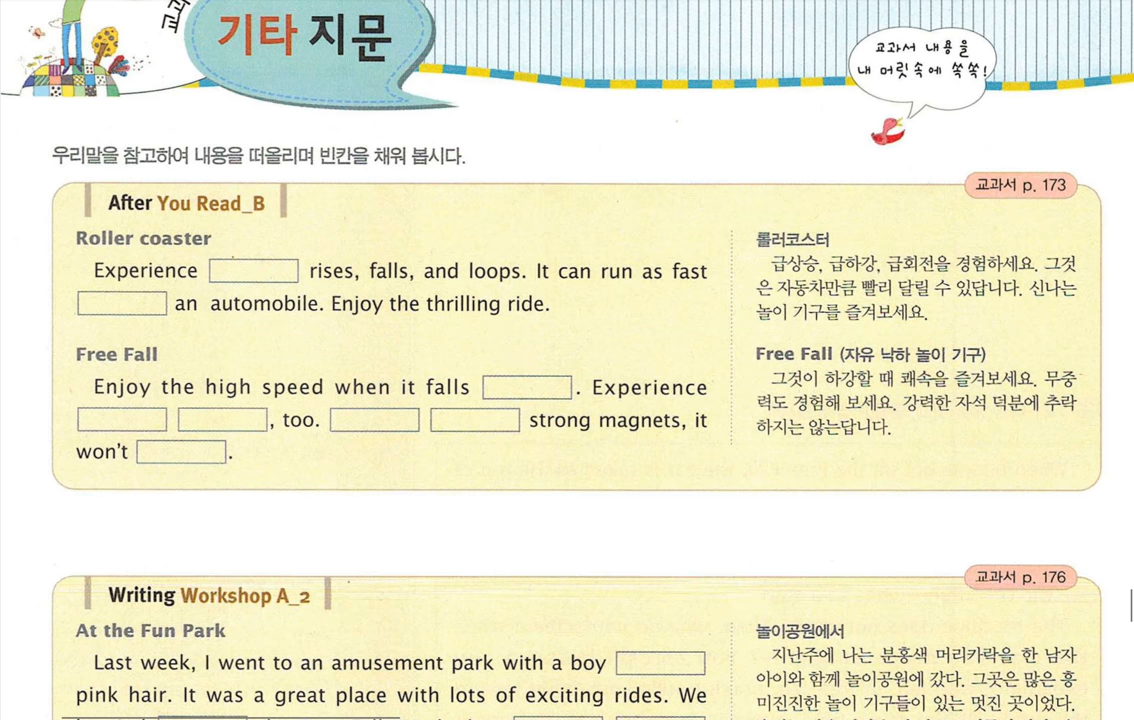 교과
기타 지문
교과서 내용을
내 머릿속에 쏙쏙!
우리말을 참고하여 내용을 떠올리며 빈칸을 채워 봅시다.
교과서 p. 173
After You Read_B
Roller coaster
Experience rises, falls, and loops. It can run as fast
an automobile. Enjoy the thrilling ride.
Free Fall
Enjoy the high speed when it falls . Experience
, too. strong magnets, it
won't .
롤러코스터
급상승, 급하강, 급회전을 경험하세요. 그것
은 자동차만큼 빨리 달릴 수 있답니다. 신나는
놀이 기구를 즐겨보세요.
Free Fall (자유 낙하 놀이 기구)
그것이 하강할 때 쾌속을 즐겨보세요. 무중
력도 경험해 보세요. 강력한 자석 덕분에 추락
하지는 않는답니다.
교과서 p. 176
Writing Workshop A_2
At the Fun Park
Last week, I went to an amusement park with a boy
pink hair. It was a great place with lots of exciting rides. We
놀이공원에서
지난주에 나는 분홍색 머리카락을 한 남자
아이와 함께 놀이공원에 갔다. 그곳은 많은 흥
미진진한 놀이 기구들이 있는 멋진 곳이었다.